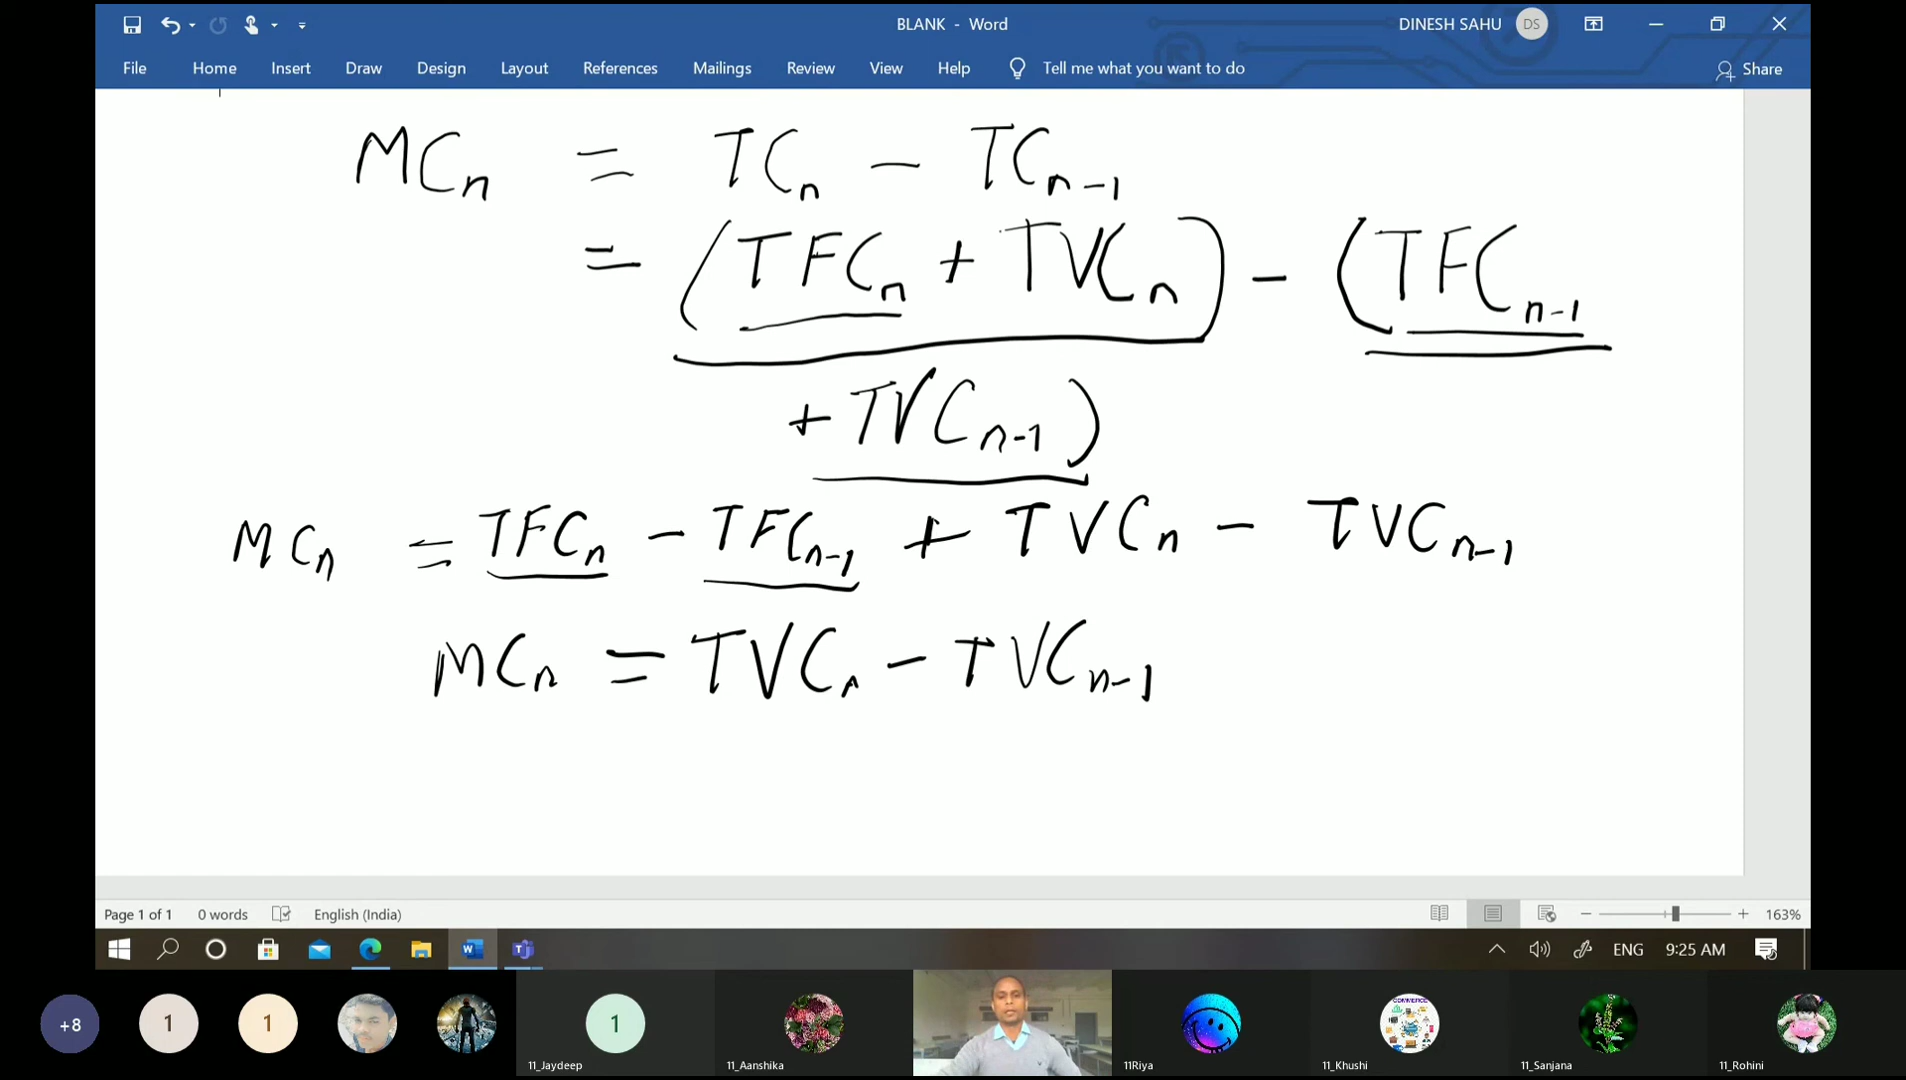 BLANK - Word
DINESH SAHU DS
File Home Insert Draw Design Layout References Mailings Review View Help Tell me what you want to do Share
MCn = TCn - TCn-1
= (TFCn + TVCn) - (TFCn-1
+ TVCn-1)
MCn = TFCn - TFCn-1 + TVCn - TVCn-1
MCn = TVCn - TVCn-1
Page 1 of 1 0 words English (India) 163%
ENG 9:25 AM
+8 1 1 1
COMMERCE
11_Jaydeep 11_Aanshika 11Riya 11_Khushi 11_Sanjana 11_Rohini